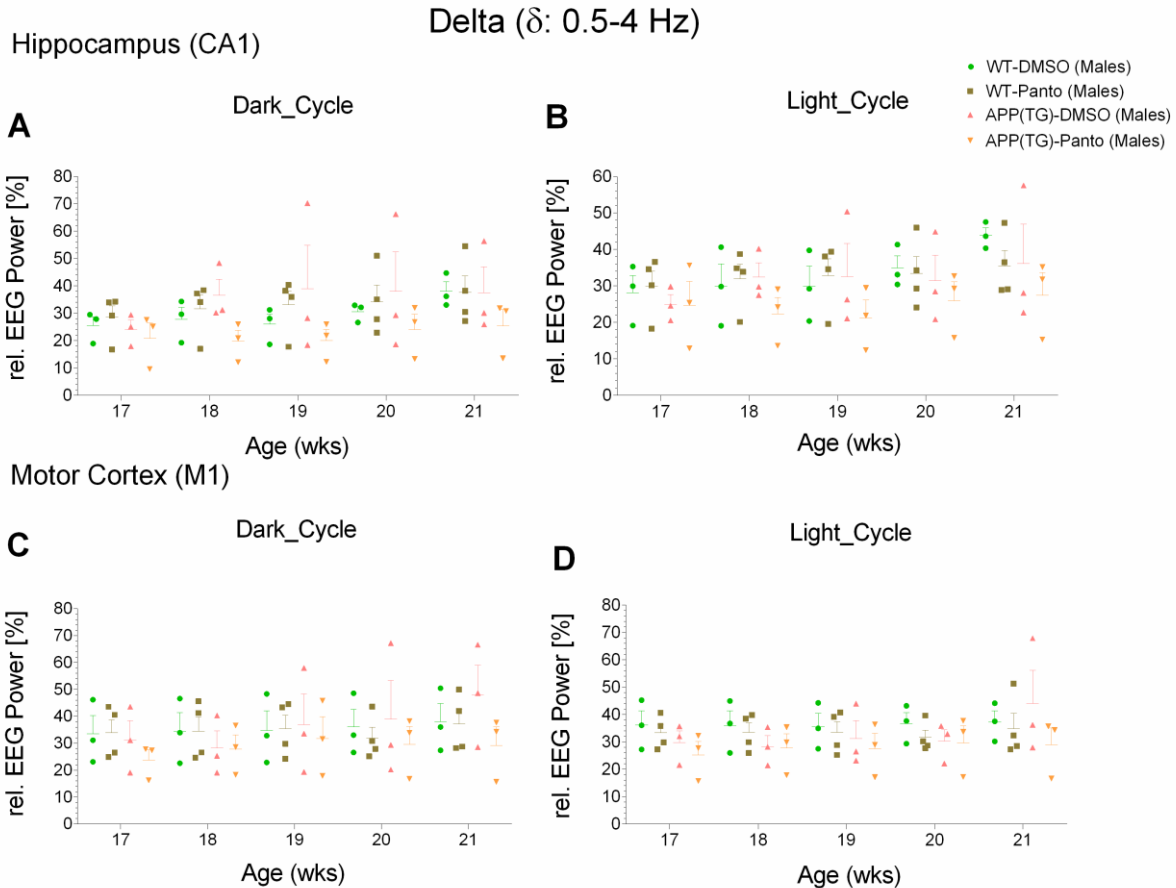 Delta (δ: 0.5-4 Hz)
Hippocampus (CA1)
WT-DMSO (Males)
WT-Panto (Males)
APP(TG)-DMSO (Males)
APP(TG)-Panto (Males)
A
Dark_Cycle
rel. EEG Power [%]
80
70
60
50
40
30
20
10
0
17 18 19 20 21
Age (wks)
B
Light_Cycle
rel. EEG Power [%]
60
50
40
30
20
10
0
17 18 19 20 21
Age (wks)
Motor Cortex (M1)
C
Dark_Cycle
rel. EEG Power [%]
80
70
60
50
40
30
20
10
0
17 18 19 20 21
Age (wks)
D
Light_Cycle
rel. EEG Power [%]
80
70
60
50
40
30
20
10
0
17 18 19 20 21
Age (wks)